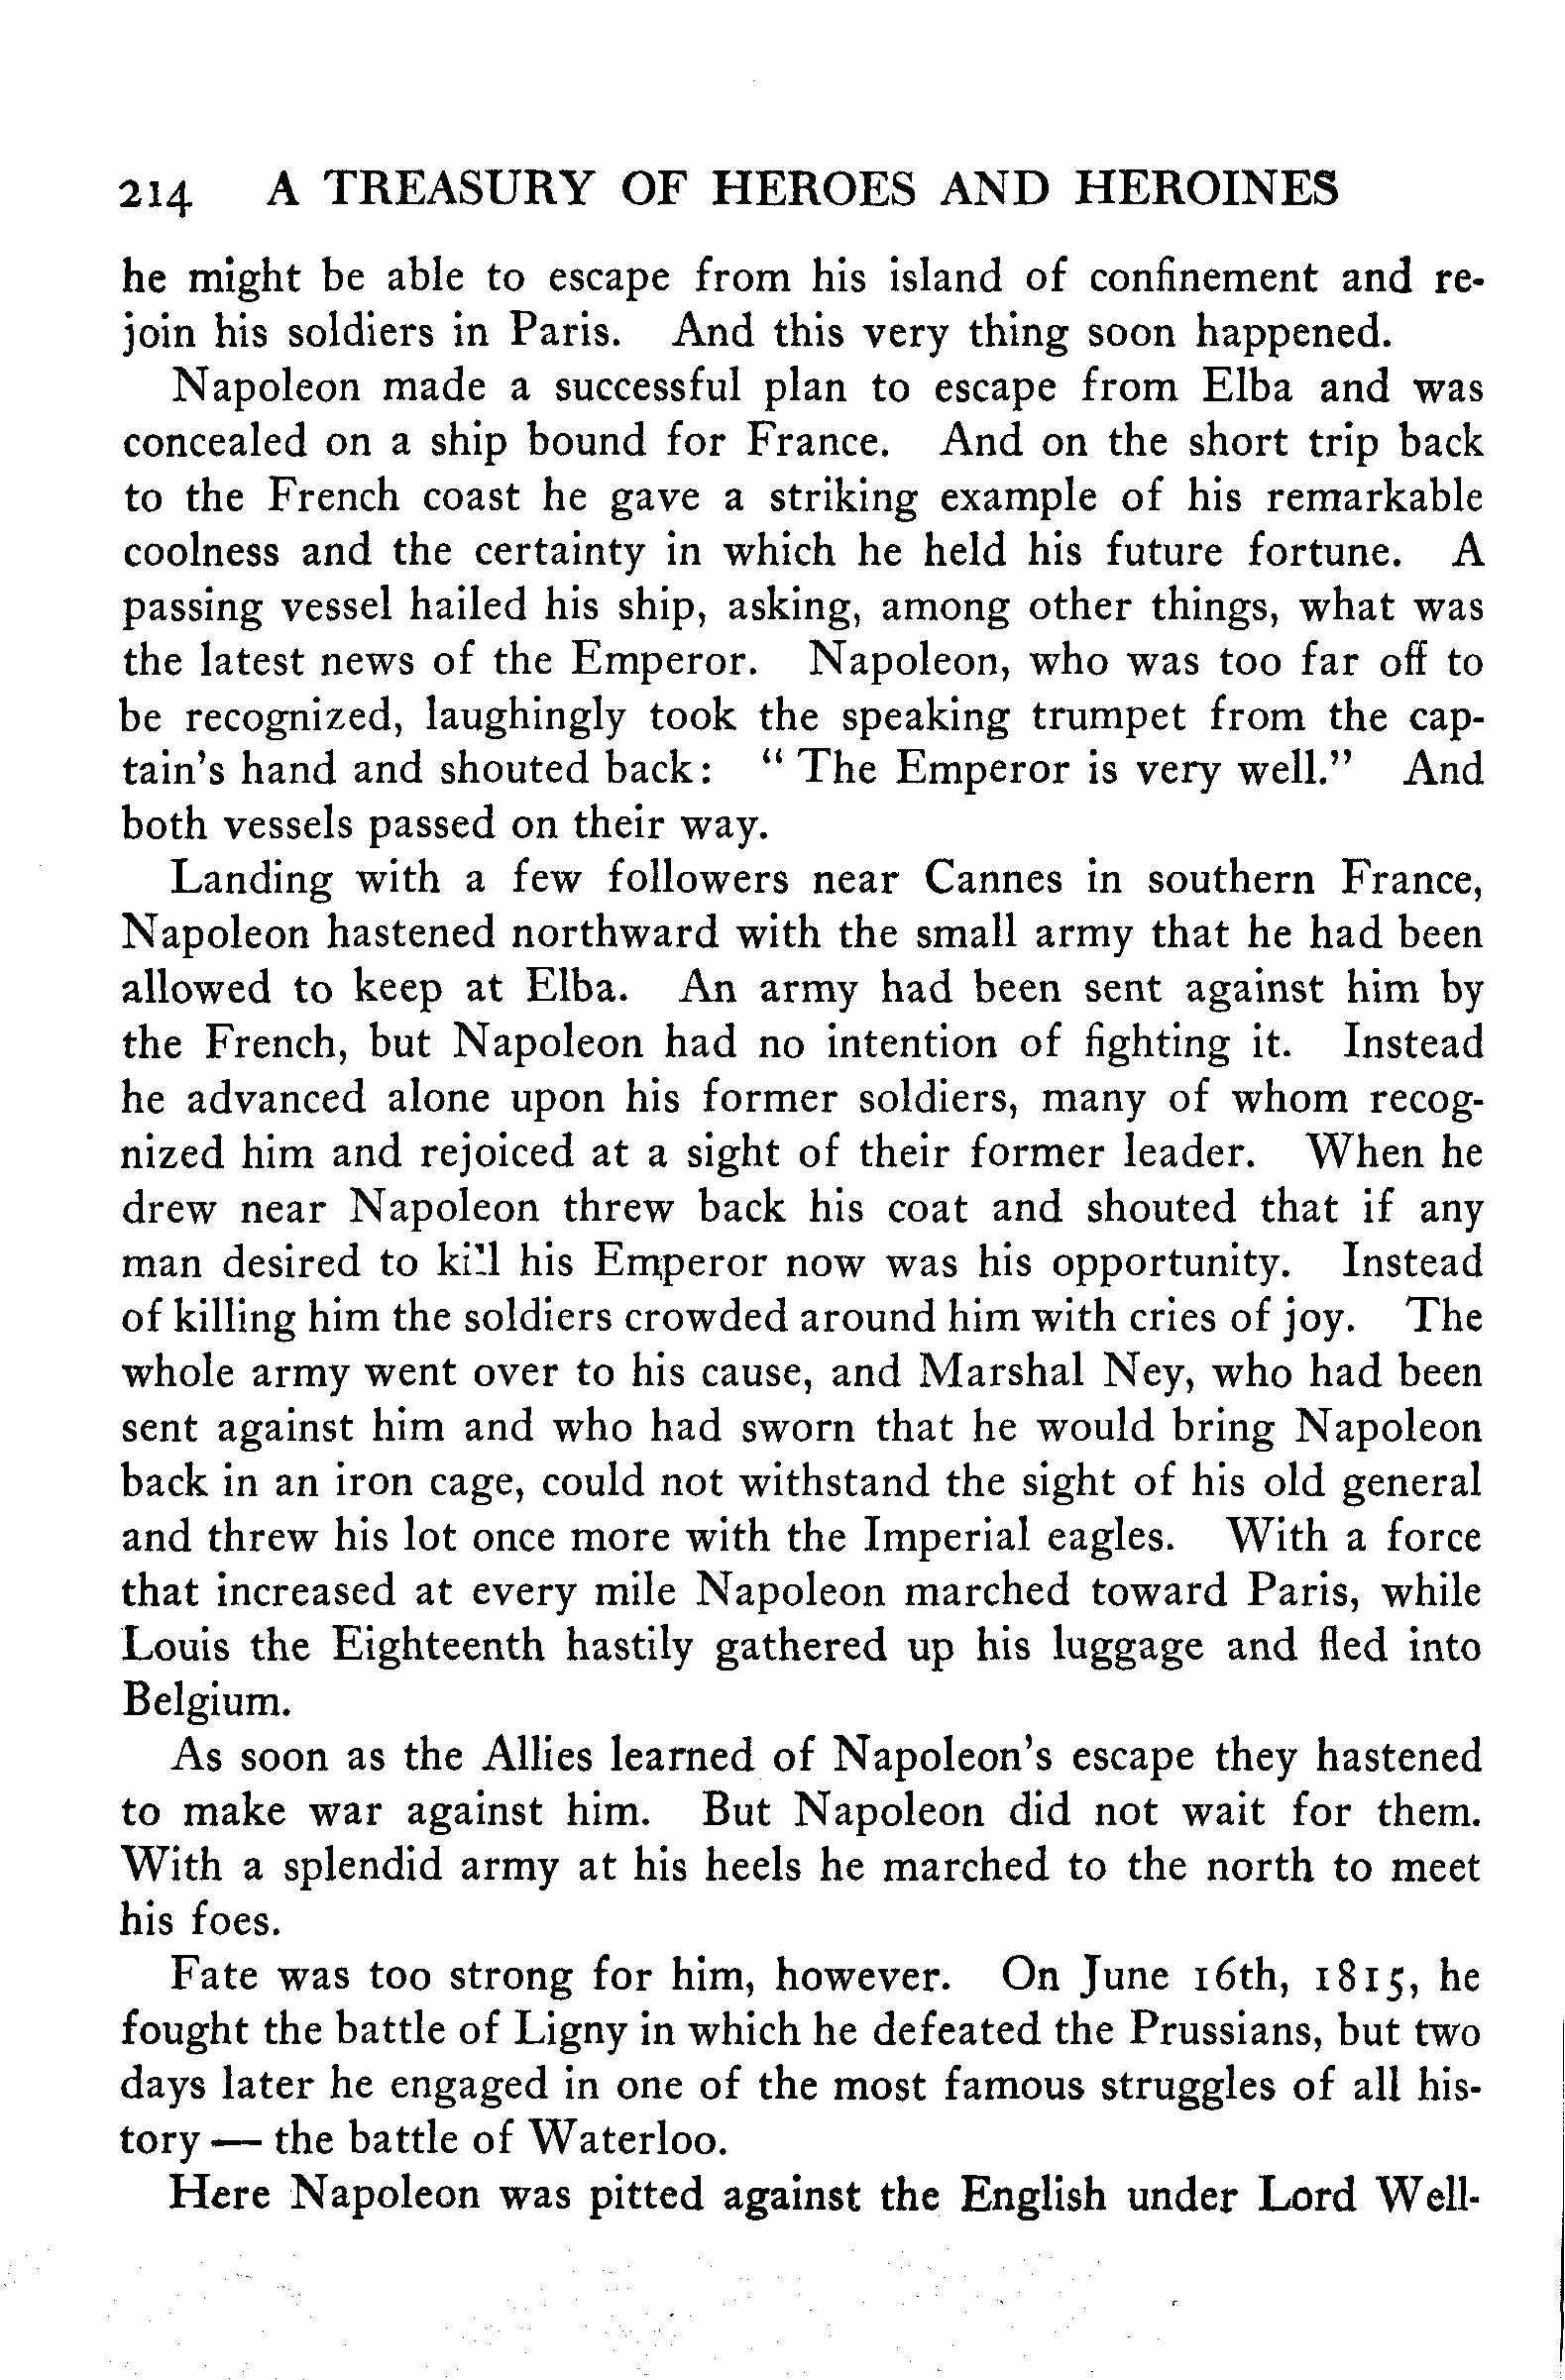 214 A TREASURY OF HEROES AND HEROINES
he might be able to escape from his island of confinement and re-
join his soldiers in Paris. And this very thing soon happened.
Napoleon made a successful plan to escape from Elba and was
concealed on a ship bound for France. And on the short trip back
to the French coast he gave a striking example of his remarkable
coolness and the certainty in which he held his future fortune. A
passing vessel hailed his ship, asking, among other things, what was
the latest news of the Emperor. Napoleon, who was too far off to
be recognized, laughingly took the speaking trumpet from the cap-
tain's hand and shouted back: " The Emperor is very well." And
both vessels passed on their way.
Landing with a few followers near Cannes in southern France,
Napoleon hastened northward with the small army that he had been
allowed to keep at Elba. An army had been sent against him by
the French, but Napoleon had no intention of fighting it. Instead
he advanced alone upon his former soldiers, many of whom recog-
nized him and rejoiced at a sight of their former leader. When he
drew near Napoleon threw back his coat and shouted that if any
man desired to kill his Emperor now was his opportunity. Instead
of killing him the soldiers crowded around him with cries of joy. The
whole army went over to his cause, and Marshal Ney, who had been
sent against him and who had sworn that he would bring Napoleon
back in an iron cage, could not withstand the sight of his old general
and threw his lot once more with the Imperial eagles. With a force
that increased at every mile Napoleon marched toward Paris, while
Louis the Eighteenth hastily gathered up his luggage and fled into
Belgium.
As soon as the Allies learned of Napoleon's escape they hastened
to make war against him. But Napoleon did not wait for them.
With a splendid army at his heels he marched to the north to meet
his foes.
Fate was too strong for him, however. On June 16th, 1815, he
fought the battle of Ligny in which he defeated the Prussians, but two
days later he engaged in one of the most famous struggles of all his-
tory — the battle of Waterloo.
Here Napoleon was pitted against the English under Lord Well-